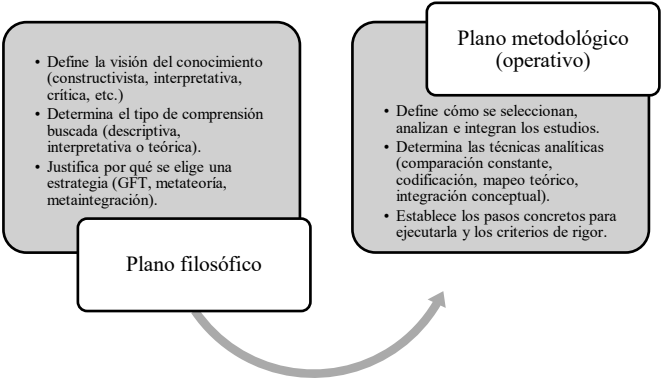 • Define la visión del conocimiento
(constructivista, interpretativa,
crítica, etc.)
• Determina el tipo de comprensión
buscada (descriptiva,
interpretativa o teórica).
• Justifica por qué se elige una
estrategia (GFT, metateoría,
metaintegración).
Plano filosófico
Plano metodológico
(operativo)
• Define cómo se seleccionan,
analizan e integran los estudios.
• Determina las técnicas analíticas
(comparación constante,
codificación, mapeo teórico,
integración conceptual).
• Establece los pasos concretos para
ejecutarla y los criterios de rigor.